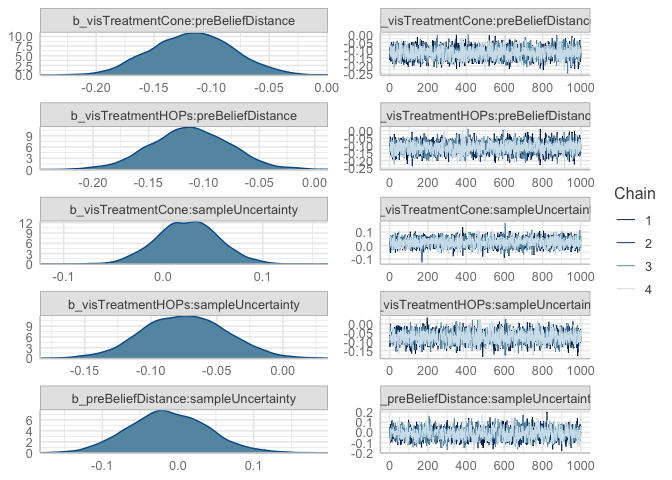 b_visTreatmentCone:preBeliefDistance
10.0
7.5
5.0
2.5
0.0
-0.20 -0.15 -0.10 -0.05 0.00
_visTreatmentCone:preBeliefDistanc
0.00
-0.05
-0.10
-0.15
-0.20
-0.25
0 200 400 600 800 1000
b_visTreatmentHOPs:preBeliefDistance
9
6
3
0
-0.20 -0.15 -0.10 -0.05 0.00
_visTreatmentHOPs:preBeliefDistanc
0.00
-0.05
-0.10
-0.15
-0.20
-0.25
0 200 400 600 800 1000
b_visTreatmentCone:sampleUncertainty
12
9
6
3
0
-0.1 0.0 0.1
_visTreatmentCone:sampleUncertaint
0.1
0.0
-0.1
0 200 400 600 800 1000
b_visTreatmentHOPs:sampleUncertainty
9
6
3
0
-0.15 -0.10 -0.05 0.00
_visTreatmentHOPs:sampleUncertain
0.00
-0.05
-0.10
-0.15
0 200 400 600 800 1000
b_preBeliefDistance:sampleUncertainty
6
4
2
0
-0.1 0.0 0.1
_preBeliefDistance:sampleUncertaint
0.2
0.1
0.0
-0.1
-0.2
0 200 400 600 800 1000
Chain
1
2
3
4